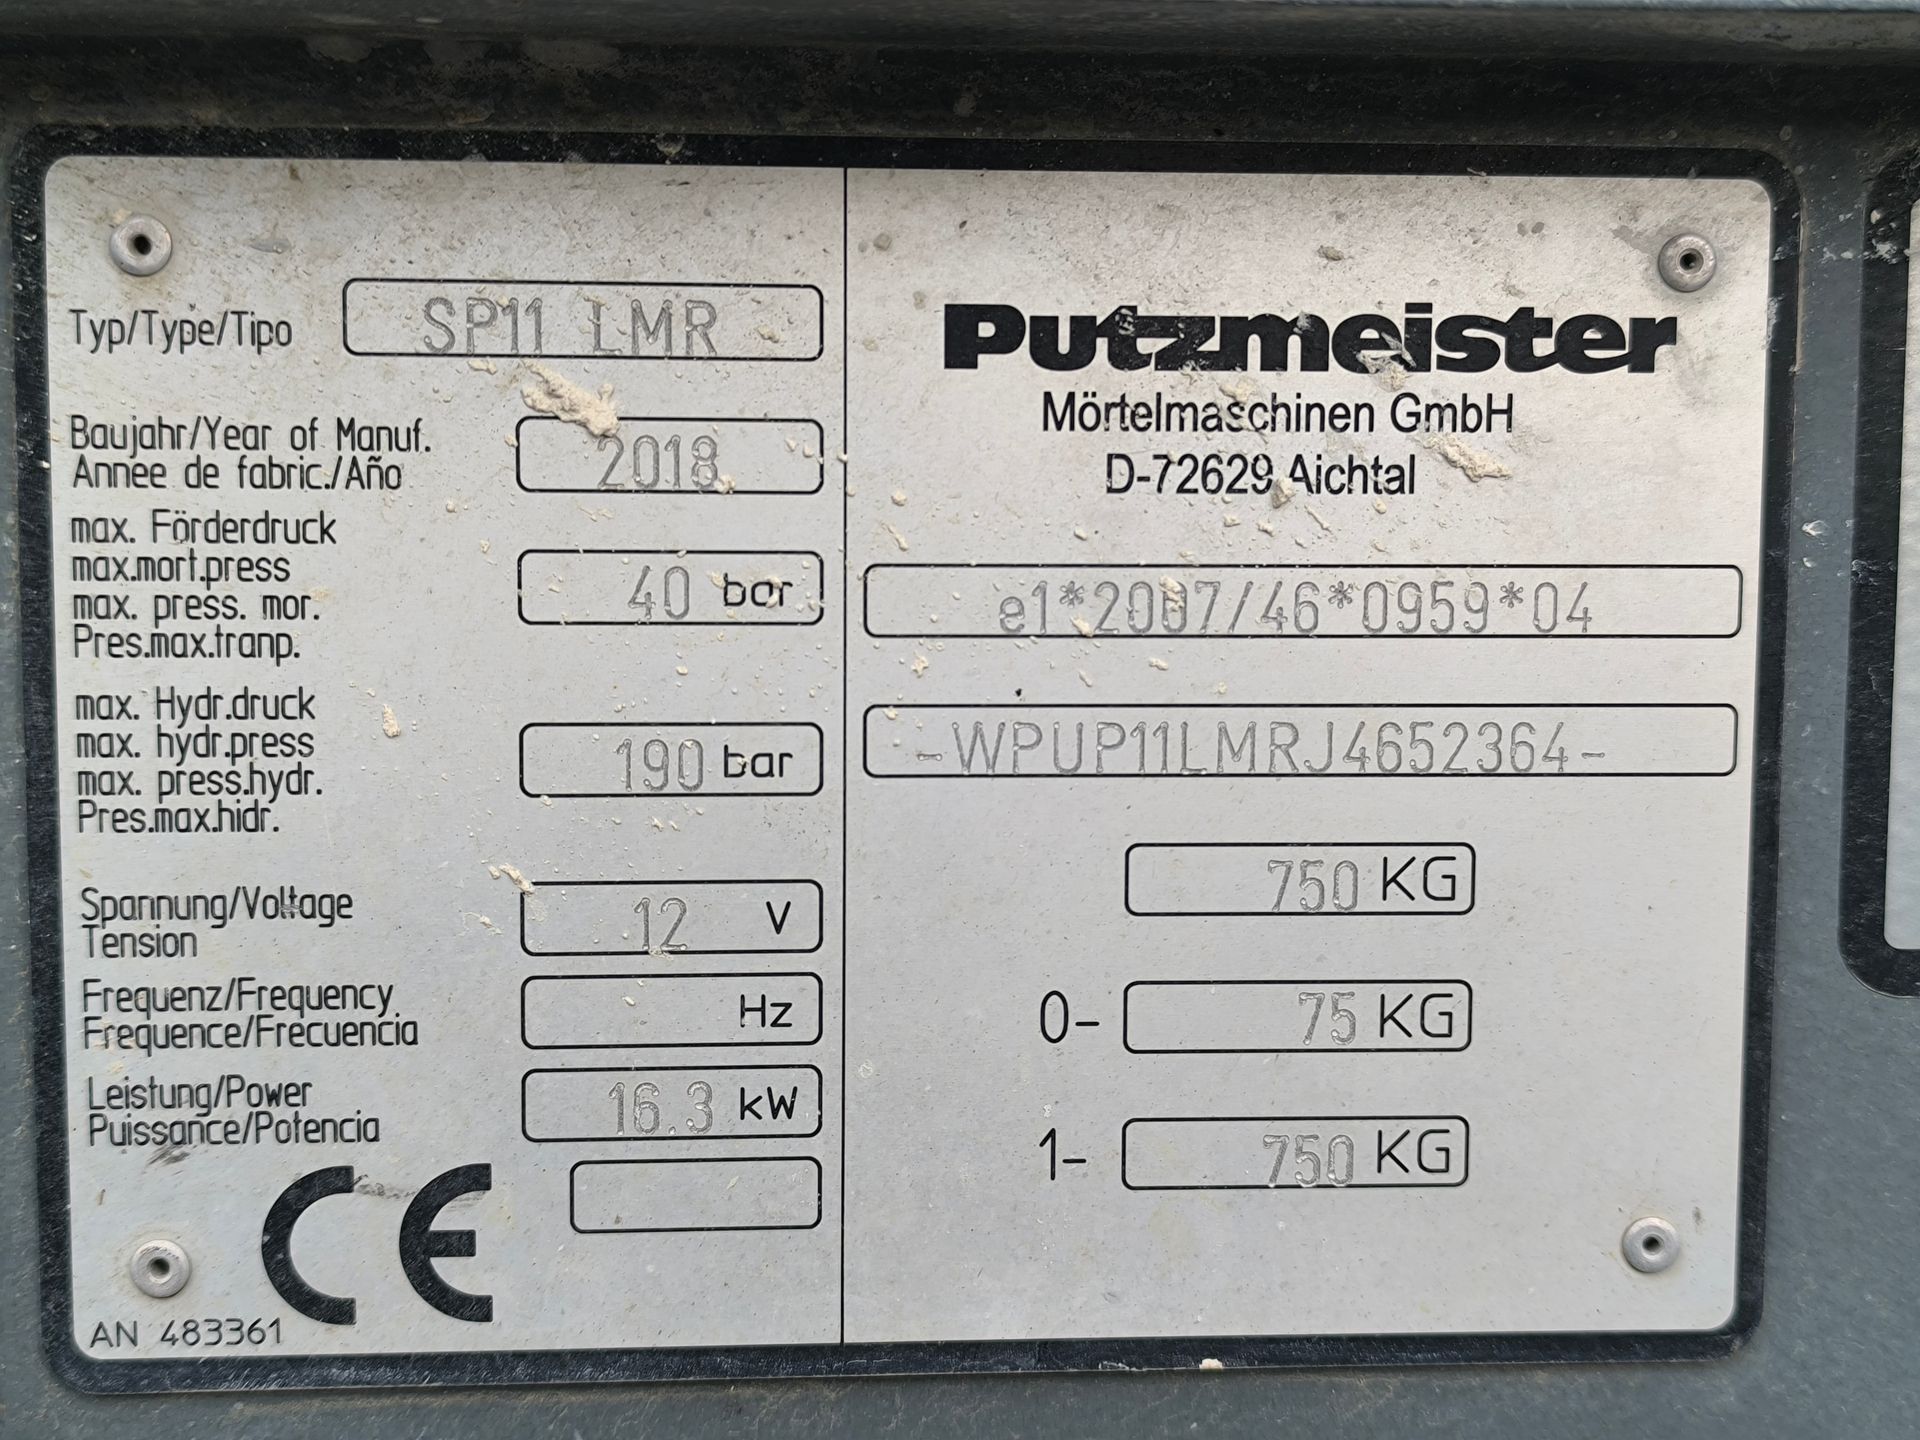 Typ/Type/Tipo SP11 LMR
Baujahr/Year of Manuf.
Annee de fabric./Año 2018
max. Förderdruck
max.mort.press
max. press. mor.
Pres.max.tranp.
40 bar
max. Hydr.druck
max. hydr.press
max. press.hydr.
Pres.max.hidr.
190 bar
Spannung/Voltage
Tension
12 V
Frequenz/Frequency
Frequence/Frecuencia
Hz
Leistung/Power
Puissance/Potencia
16.3 kW
CE
AN 483361
Putzmeister
Mörtelmaschinen GmbH
D-72629 Aichtal
e1*2007/46*0959*04
-WPUP11LMRJ4652364-
750 KG
0- 75 KG
1- 750 KG